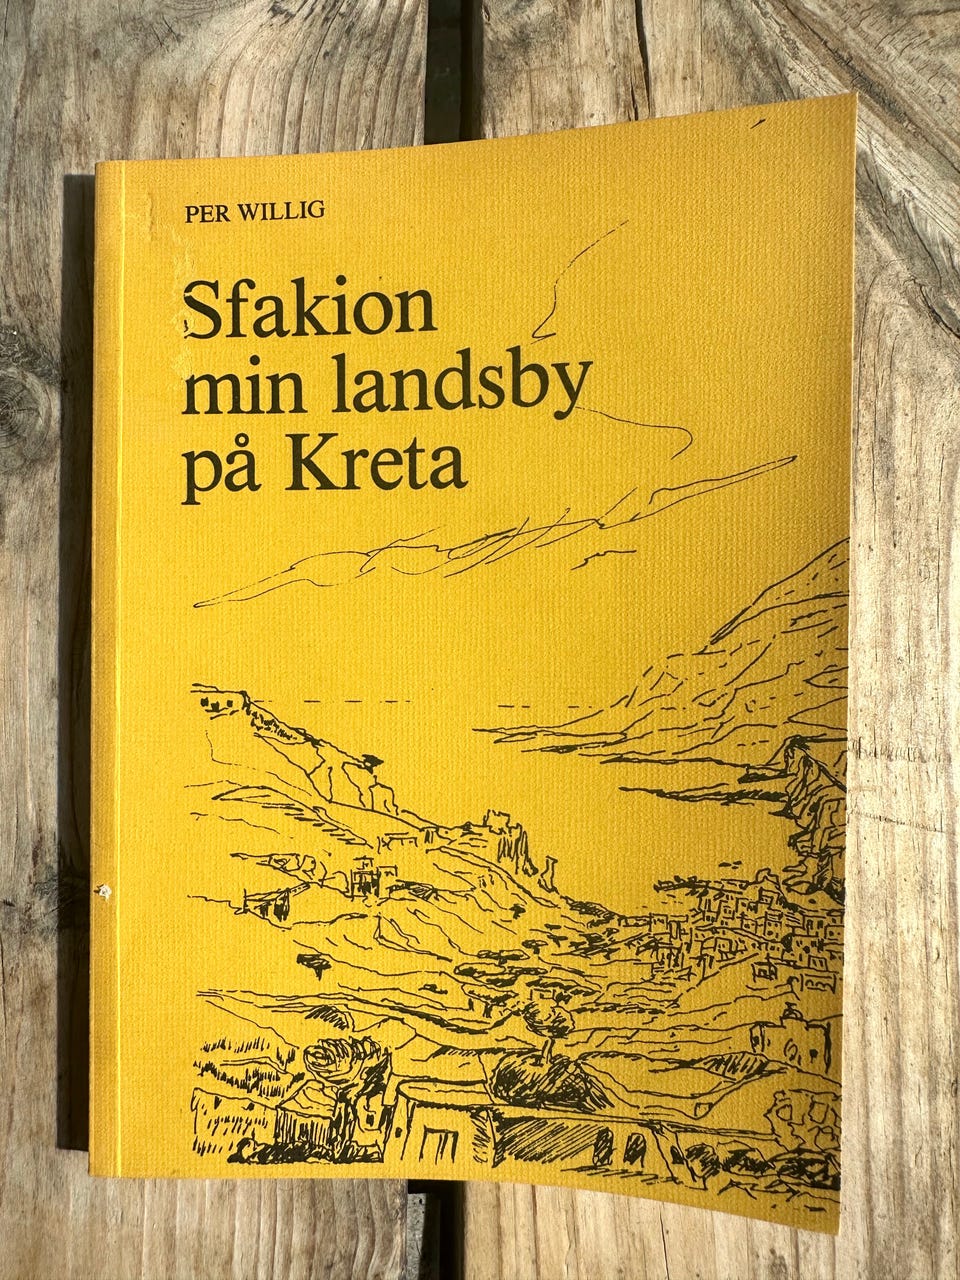 PER WILLIG
Sfakion
min landsby
på Kreta